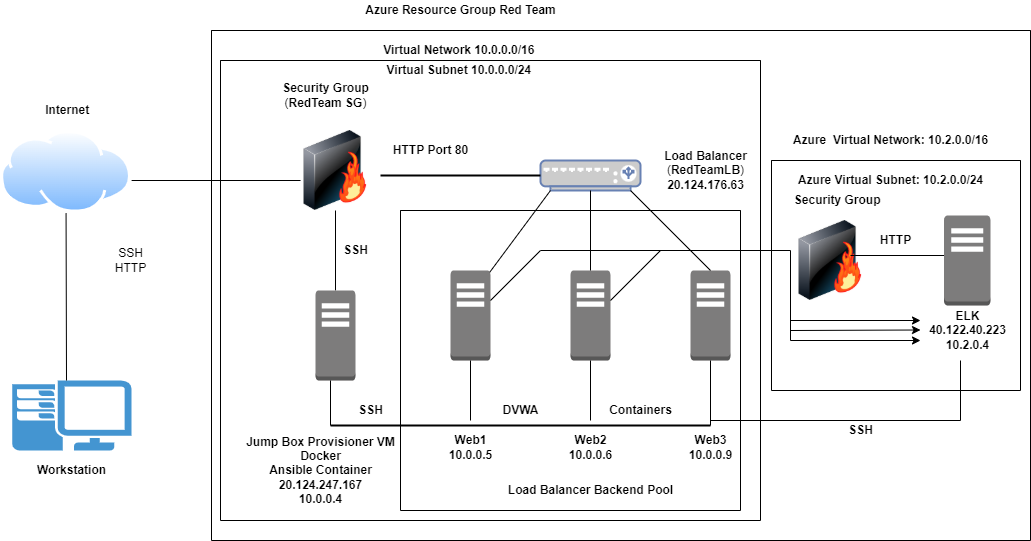 Azure Resource Group Red Team
Virtual Network 10.0.0.0/16
Virtual Subnet 10.0.0.0/24
Security Group
(RedTeam SG)
Internet
HTTP Port 80
Load Balancer
(RedTeamLB)
20.124.176.63
Azure  Virtual Network: 10.2.0.0/16
Azure Virtual Subnet: 10.2.0.0/24
Security Group
HTTP
SSH
HTTP
SSH
ELK
40.122.40.223
10.2.0.4
SSH
DVWA
Containers
SSH
Jump Box Provisioner VM
Docker
Ansible Container
20.124.247.167
10.0.0.4
Web1
10.0.0.5
Web2
10.0.0.6
Web3
10.0.0.9
Workstation
Load Balancer Backend Pool